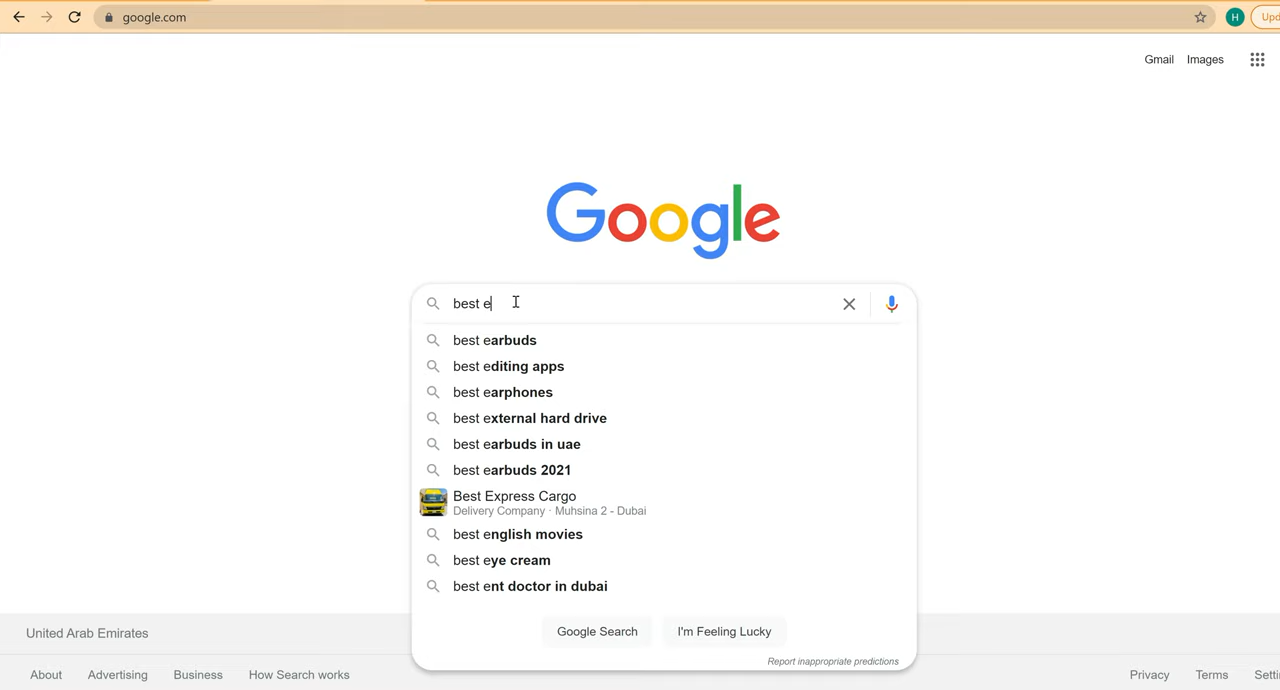 google.com
H
Upd
Gmail Images
Google
best e
best earbuds
best editing apps
best earphones
best external hard drive
best earbuds in uae
best earbuds 2021
Best Express Cargo
Delivery Company · Muhsina 2 - Dubai
best english movies
best eye cream
best ent doctor in dubai
Google Search I'm Feeling Lucky
Report inappropriate predictions
United Arab Emirates
About Advertising Business How Search works Privacy Terms Setti